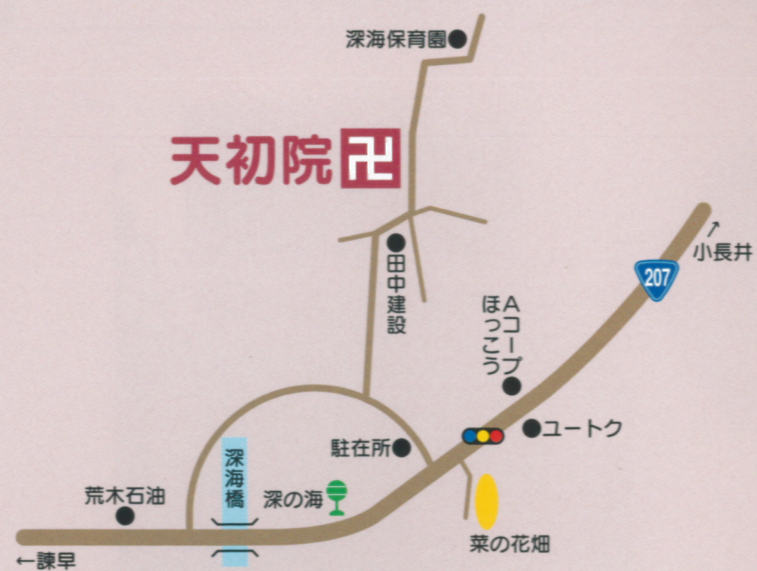 深海保育園
天初院卍
田中建設
小長井
207
Aコープ
ほっこう
ユートク
駐在所
深海橋
深の海
荒木石油
菜の花畑
←諫早